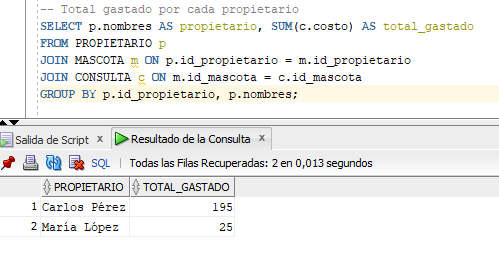 -- Total gastado por cada propietario
SELECT p.nombres AS propietario, SUM(c.costo) AS total_gastado
FROM PROPIETARIO p
JOIN MASCOTA m ON p.id_propietario = m.id_propietario
JOIN CONSULTA c ON m.id_mascota = c.id_mascota
GROUP BY p.id_propietario, p.nombres;
Salida de Script x Resultado de la Consulta x
SQL | Todas las Filas Recuperadas: 2 en 0,013 segundos
PROPIETARIO TOTAL_GASTADO
1 Carlos Pérez 195
2 María López 25